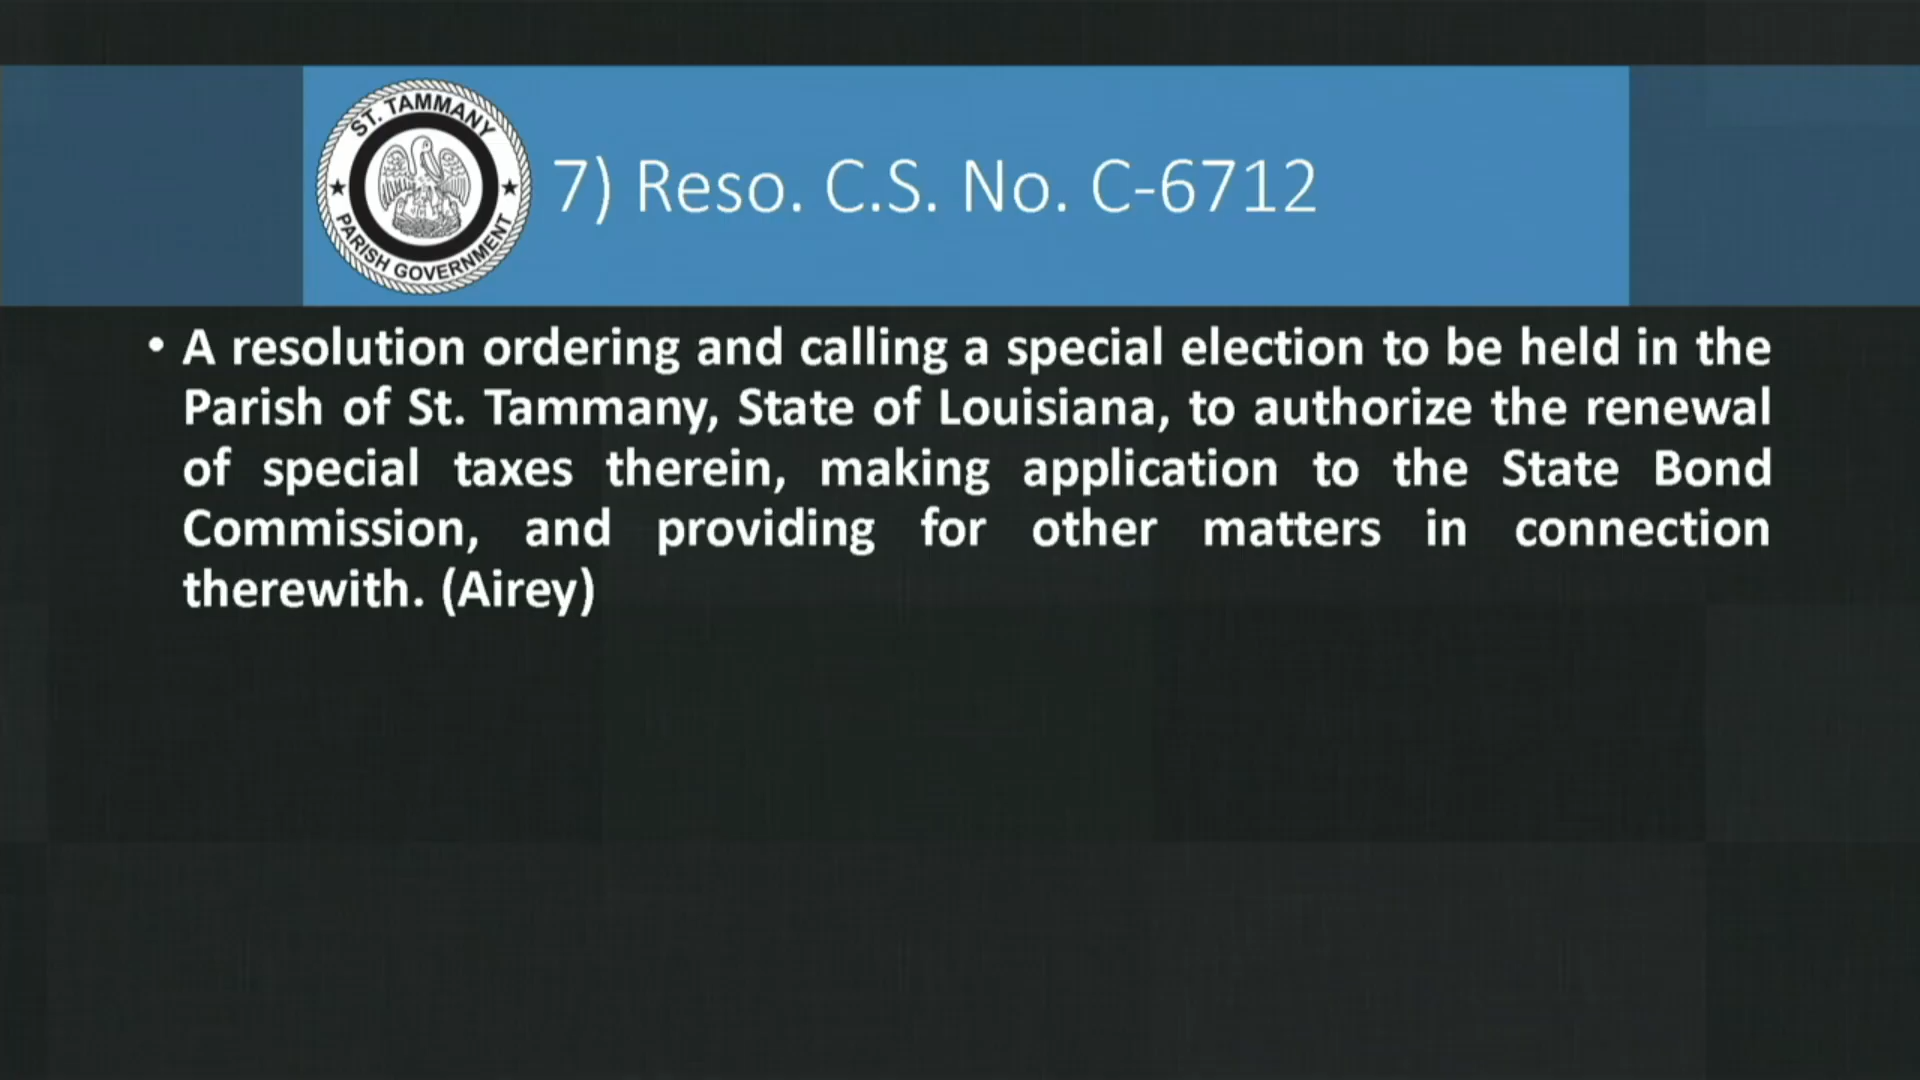 ST. TAMMANY
PARISH GOVERNMENT
7) Reso. C.S. No. C-6712
• A resolution ordering and calling a special election to be held in the
Parish of St. Tammany, State of Louisiana, to authorize the renewal
of special taxes therein, making application to the State Bond
Commission, and providing for other matters in connection
therewith. (Airey)